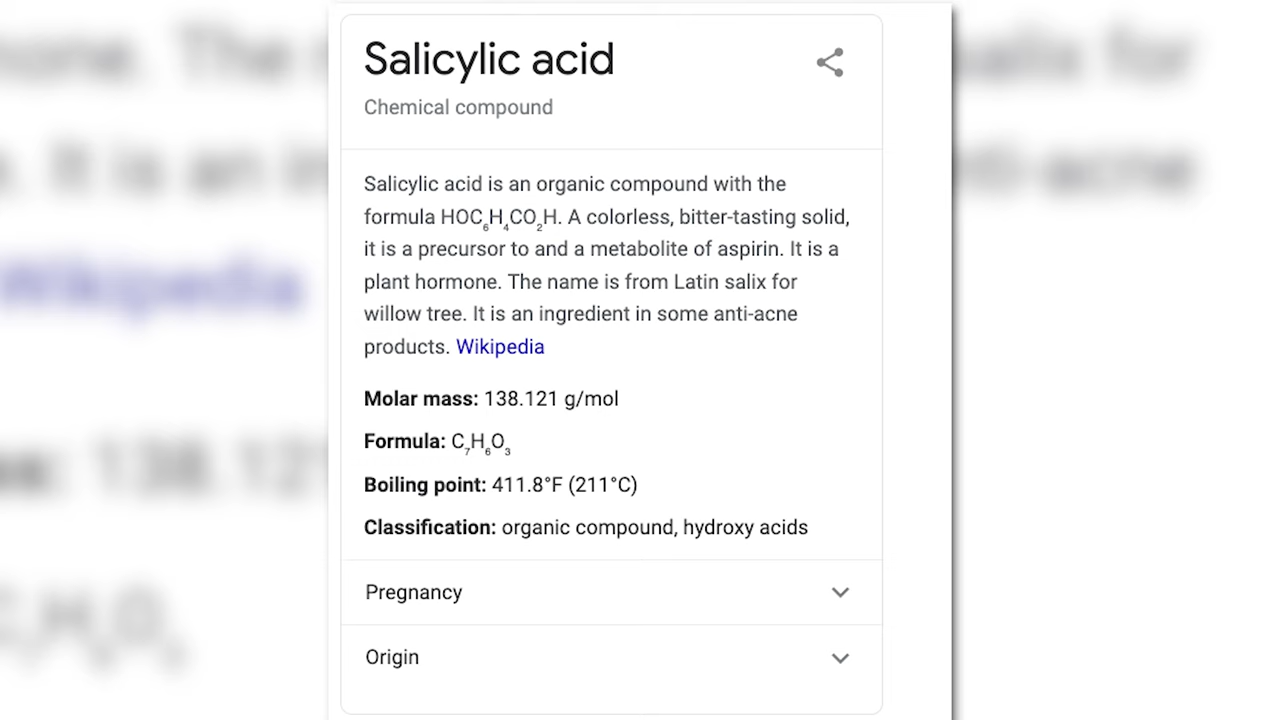 Salicylic acid
Chemical compound
Salicylic acid is an organic compound with the
formula HOC₆H₄CO₂H. A colorless, bitter-tasting solid,
it is a precursor to and a metabolite of aspirin. It is a
plant hormone. The name is from Latin salix for
willow tree. It is an ingredient in some anti-acne
products. Wikipedia
Molar mass: 138.121 g/mol
Formula: C₇H₆O₃
Boiling point: 411.8°F (211°C)
Classification: organic compound, hydroxy acids
Pregnancy
Origin